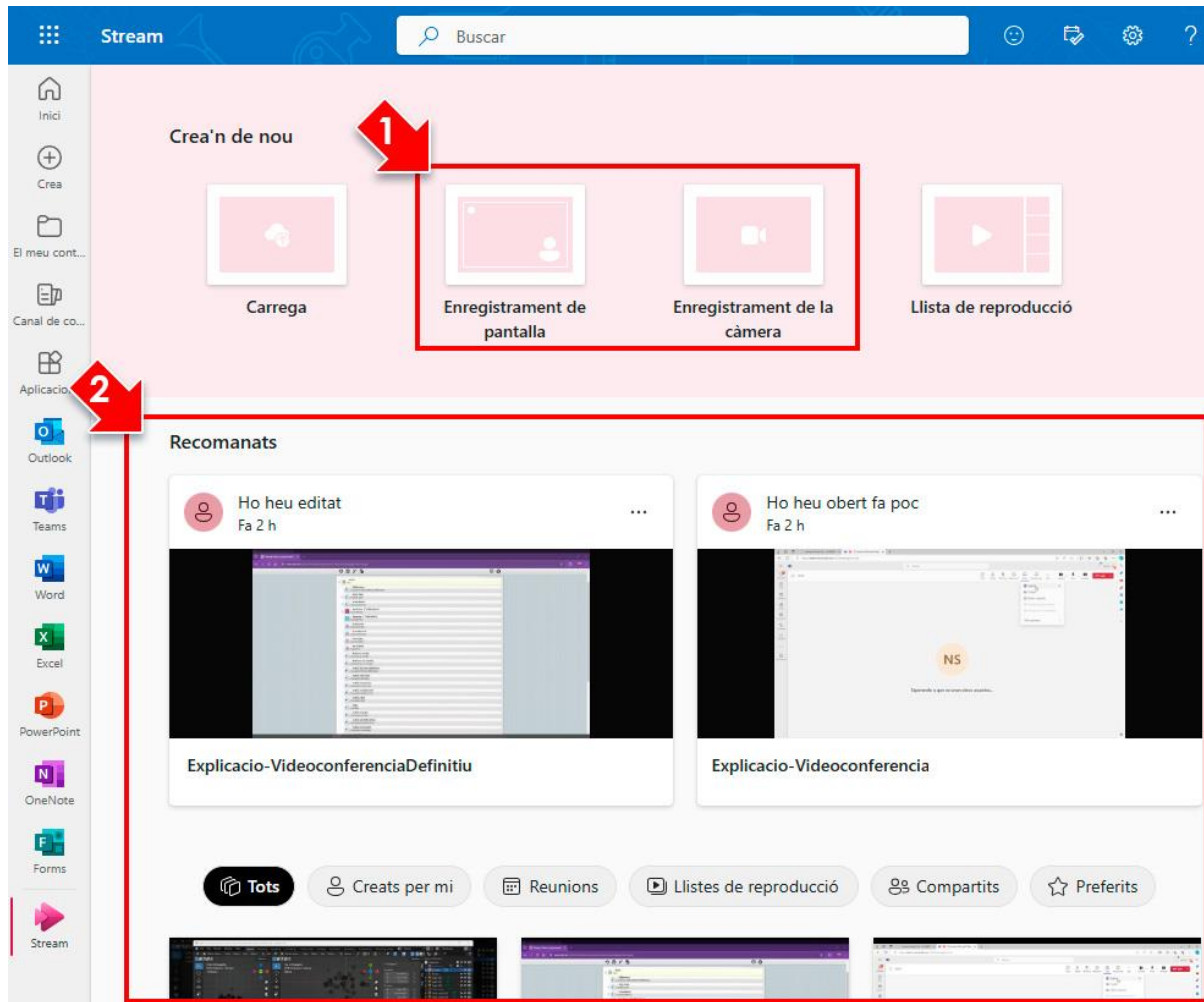 Stream
Buscar
?
Inici
Crea
El meu cont...
Canal de co...
Aplicacio...
Outlook
Teams
Word
Excel
PowerPoint
OneNote
Forms
Stream
Crea'n de nou
1
Carrega
Enregistrament de
pantalla
Enregistrament de la
càmera
Llista de reproducció
2
Recomanats
Ho heu editat
Fa 2 h
...
Explicacio-VideoconferenciaDefinitiu
Ho heu obert fa poc
Fa 2 h
...
NS
Explicacio-Videoconferencia
Tots
Creats per mi
Reunions
Llistes de reproducció
Compartits
Preferits